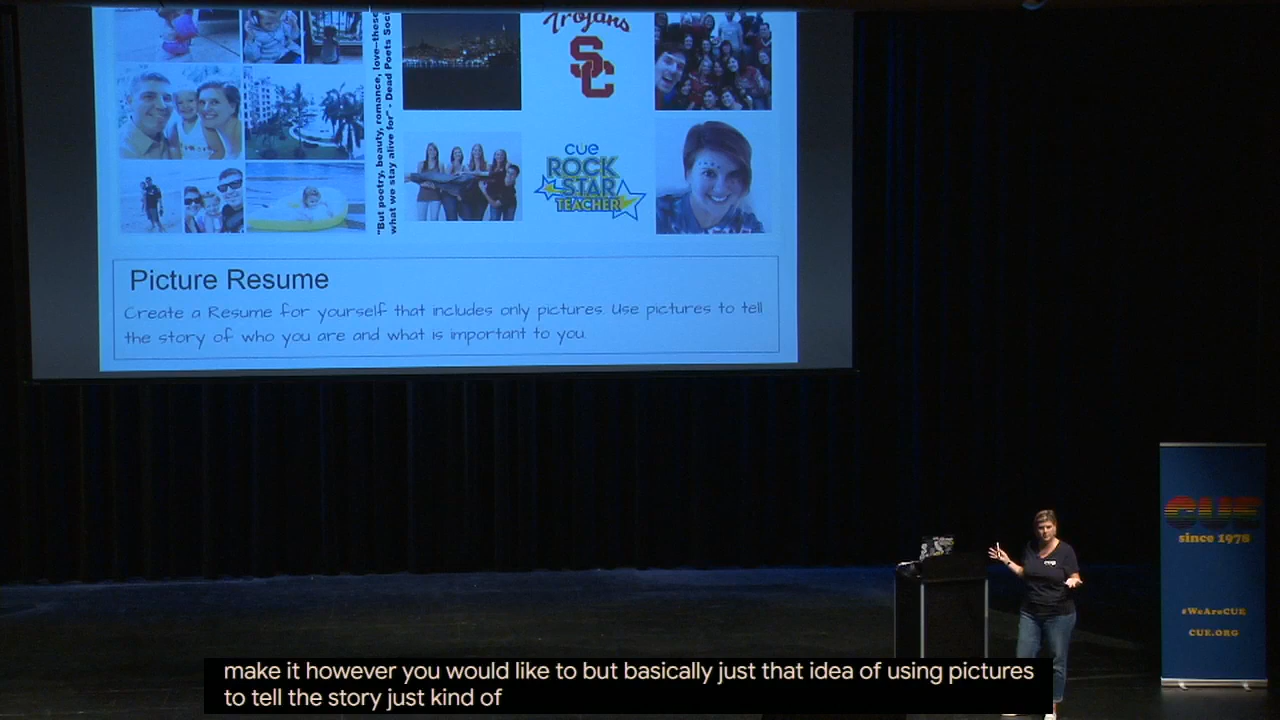 "But poetry, beauty, romance, love-these
what we stay alive for" - Dead Poets Soci
Trojans
SC
cue
ROCK
STAR
TEACHER
Picture Resume
Create a Resume for yourself that includes only pictures. Use pictures to tell
the story of who you are and what is important to you.
CUE
since 1978
#WeAreCUE
CUE.ORG
make it however you would like to but basically just that idea of using pictures
to tell the story just kind of